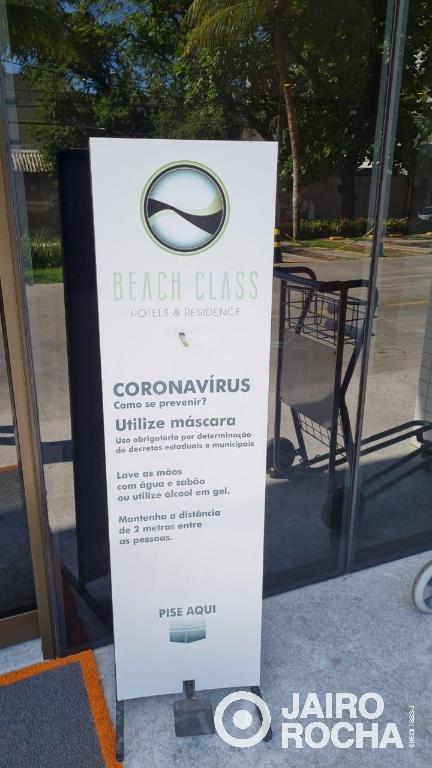 BEACH CLASS
HOTELS & RESIDENCE
CORONAVÍRUS
Como se prevenir?
Utilize máscara
Uso obrigatório por determinação
de decretos estaduais e municipais
Lave as mãos
com água e sabão
ou utilize álcool em gel.
Mantenha a distância
de 2 metros entre
as pessoas.
PISE AQUI
JAIRO
ROCHA